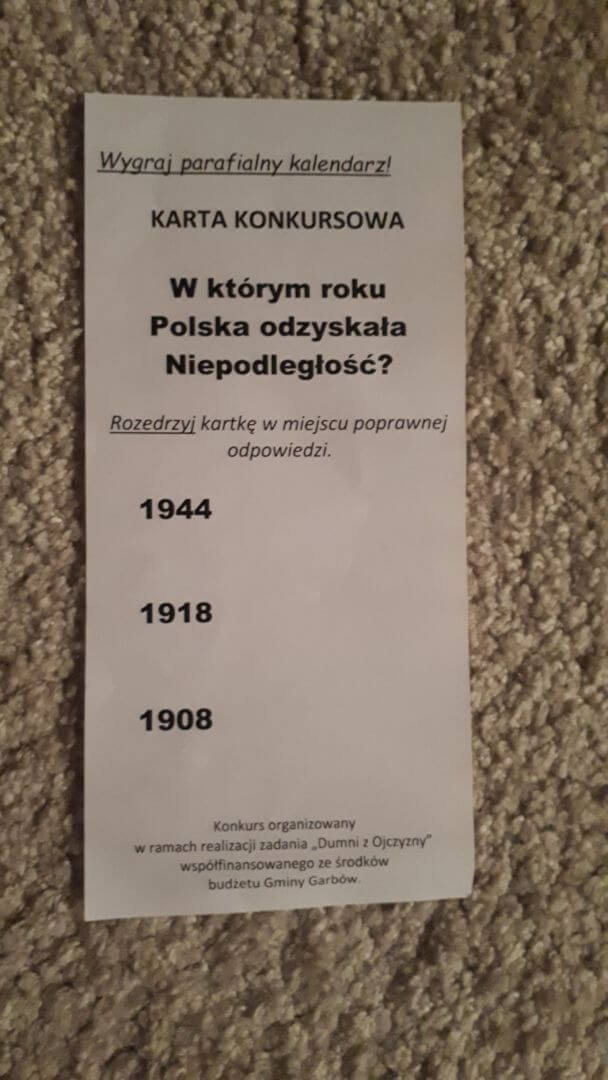 Wygraj parafialny kalendarz!
KARTA KONKURSOWA
W którym roku
Polska odzyskała
Niepodległość?
Rozedrzyj kartkę w miejscu poprawnej
odpowiedzi.
1944
1918
1908
Konkurs organizowany
w ramach realizacji zadania „Dumni z Ojczyzny”
współfinansowanego ze środków
budżetu Gminy Garbów.